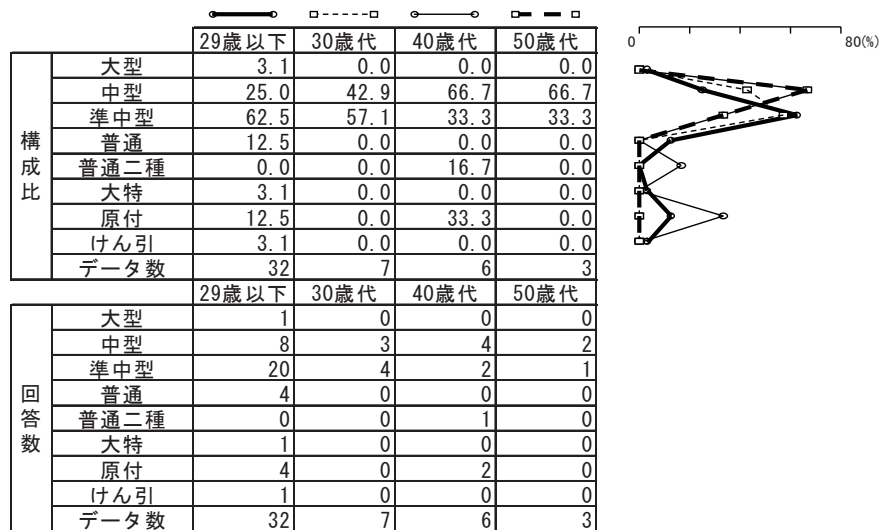 29歳以下 30歳代 40歳代 50歳代
0 80(%)
構成比
大型 3.1 0.0 0.0 0.0
中型 25.0 42.9 66.7 66.7
準中型 62.5 57.1 33.3 33.3
普通 12.5 0.0 0.0 0.0
普通二種 0.0 0.0 16.7 0.0
大特 3.1 0.0 0.0 0.0
原付 12.5 0.0 33.3 0.0
けん引 3.1 0.0 0.0 0.0
データ数 32 7 6 3
29歳以下 30歳代 40歳代 50歳代
回答数
大型 1 0 0 0
中型 8 3 4 2
準中型 20 4 2 1
普通 4 0 0 0
普通二種 0 0 1 0
大特 1 0 0 0
原付 4 0 2 0
けん引 1 0 0 0
データ数 32 7 6 3